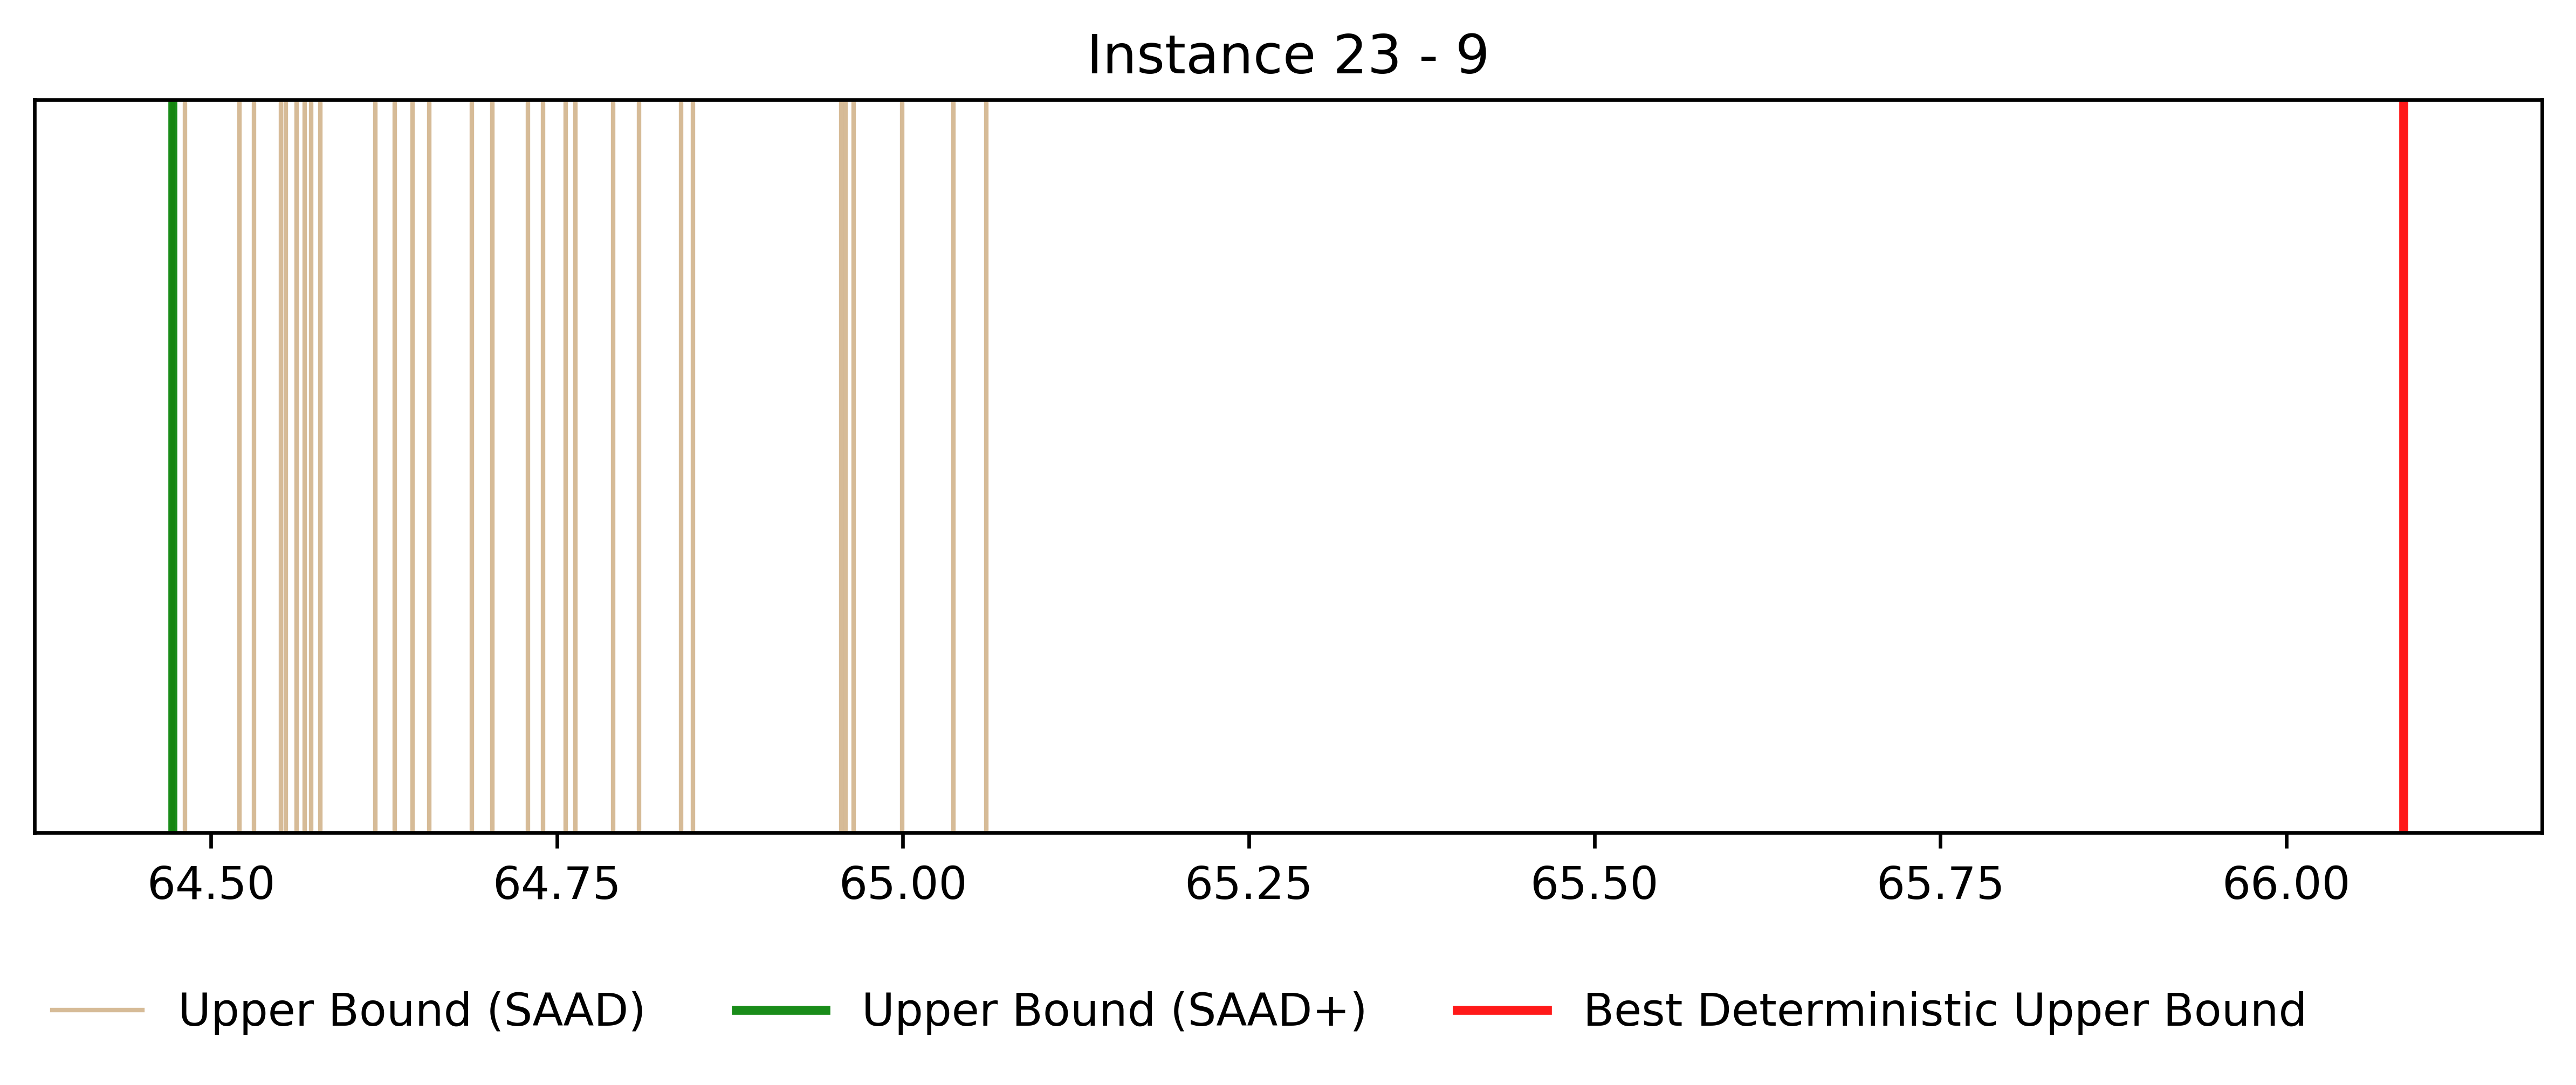 Instance 23 - 9
64.50 64.75 65.00 65.25 65.50 65.75 66.00
Upper Bound (SAAD) Upper Bound (SAAD+) Best Deterministic Upper Bound